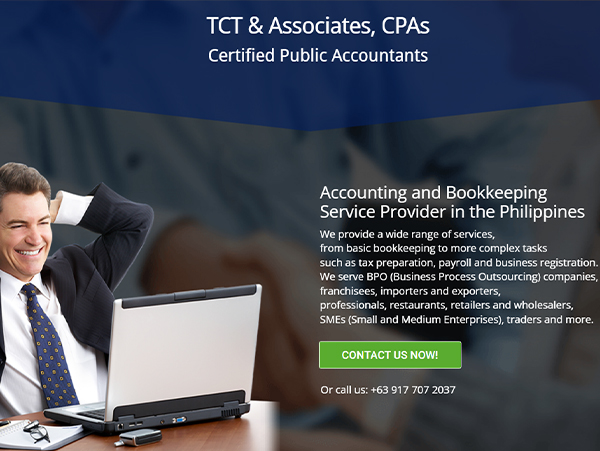 TCT & Associates, CPAs
Certified Public Accountants
Accounting and Bookkeeping
Service Provider in the Philippines
We provide a wide range of services,
from basic bookkeeping to more complex tasks
such as tax preparation, payroll and business registration.
We serve BPO (Business Process Outsourcing) companies,
franchisees, importers and exporters,
professionals, restaurants, retailers and wholesalers,
SMEs (Small and Medium Enterprises), traders and more.
CONTACT US NOW!
Or call us: +63 917 707 2037